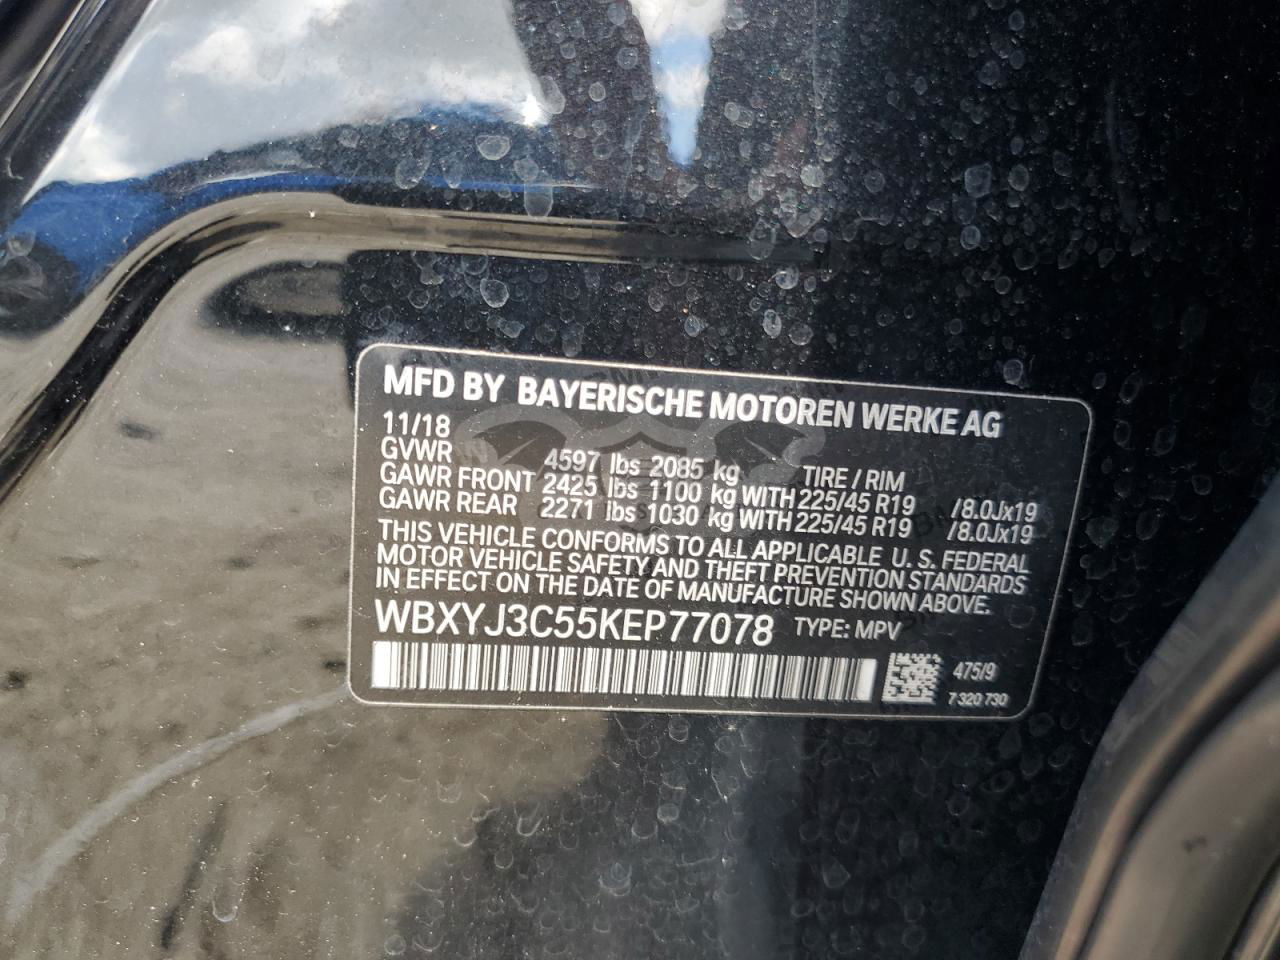 MFD BY BAYERISCHE MOTOREN WERKE AG
11/18
GVWR 4597 lbs 2085 kg TIRE / RIM
GAWR FRONT 2425 lbs 1100 kg WITH 225/45 R19 /8.0Jx19
GAWR REAR 2271 lbs 1030 kg WITH 225/45 R19 /8.0Jx19
THIS VEHICLE CONFORMS TO ALL APPLICABLE U. S. FEDERAL
MOTOR VEHICLE SAFETY AND THEFT PREVENTION STANDARDS
IN EFFECT ON THE DATE OF MANUFACTURE SHOWN ABOVE.
WBXYJ3C55KEP77078 TYPE: MPV
475/9
7 320 730